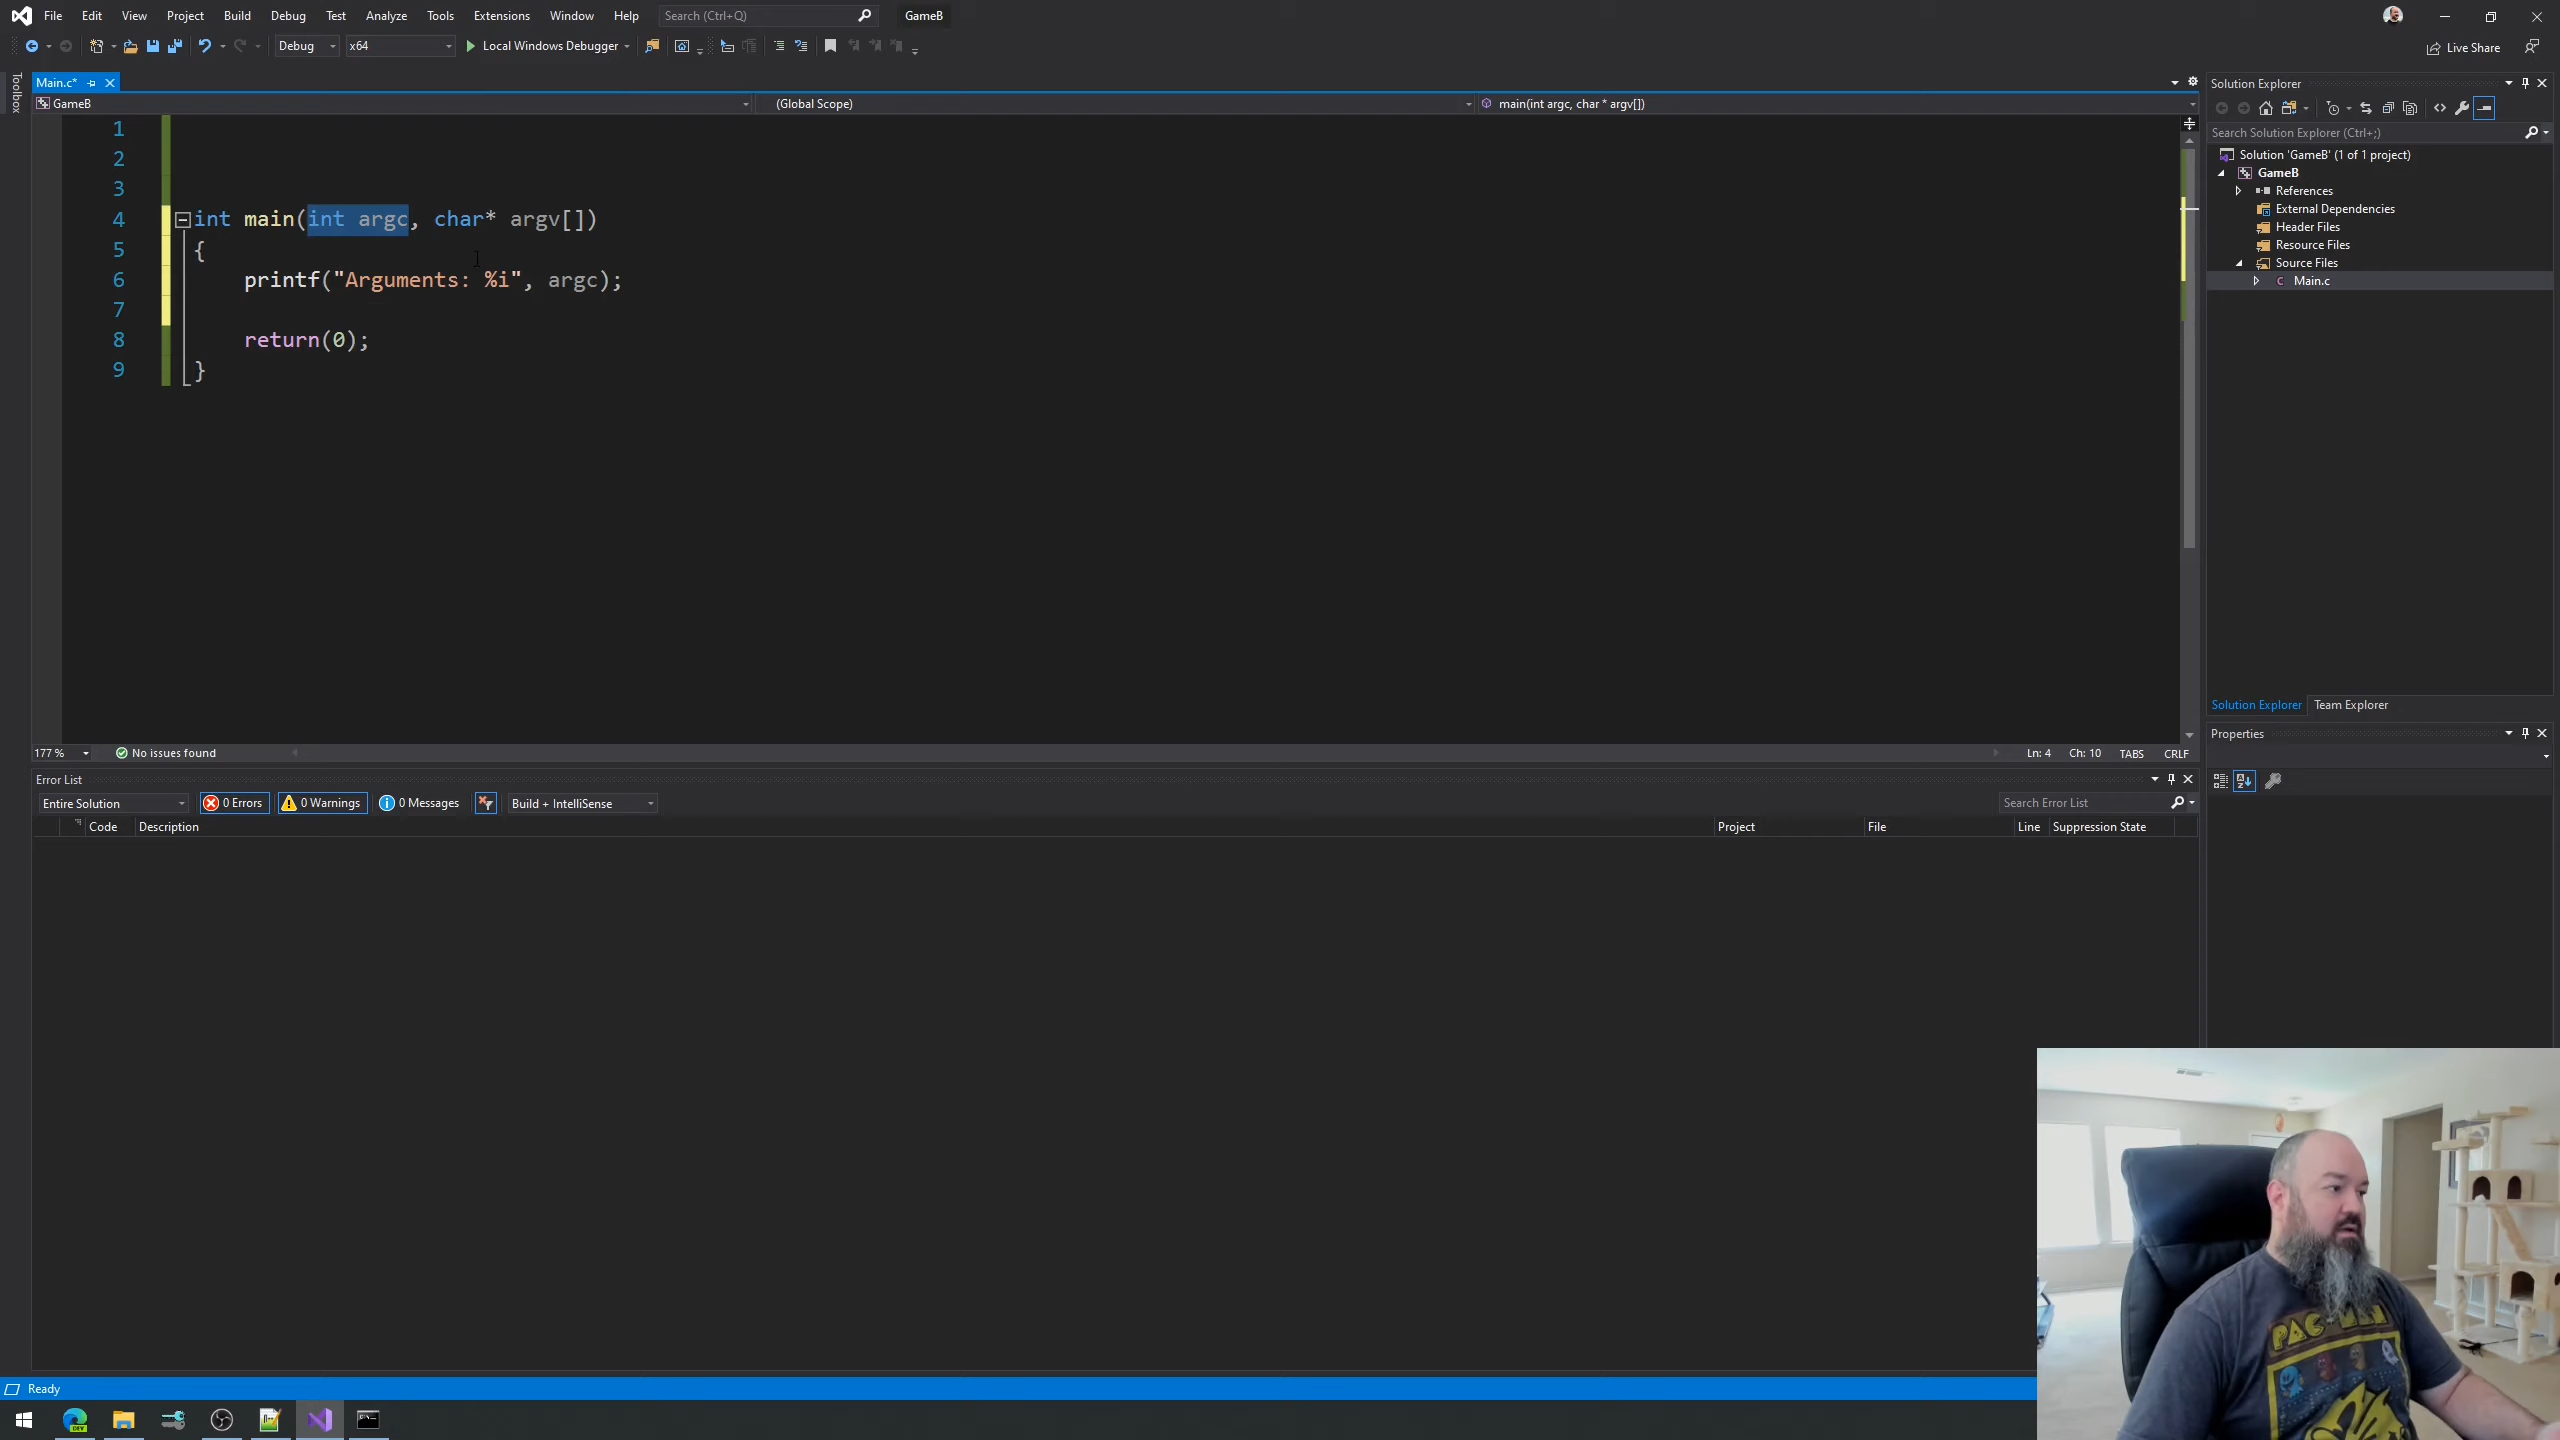 File Edit View Project Build Debug Test Analyze Tools Extensions Window Help Search (Ctrl+Q) GameB
Debug x64 Local Windows Debugger Live Share
Toolbox
Main.c*
GameB (Global Scope) main(int argc, char * argv[])
1
2
3
4 int main(int argc, char* argv[])
5 {
6 printf("Arguments: %i", argc);
7
8 return(0);
9 }
177 % No issues found Ln: 4 Ch: 10 TABS CRLF
Error List
Entire Solution 0 Errors 0 Warnings 0 Messages Build + IntelliSense Search Error List
Code Description Project File Line Suppression State
Solution Explorer
Search Solution Explorer (Ctrl+;)
Solution 'GameB' (1 of 1 project)
GameB
References
External Dependencies
Header Files
Resource Files
Source Files
Main.c
Solution Explorer Team Explorer
Properties
PAC-MAN
Ready
DEV